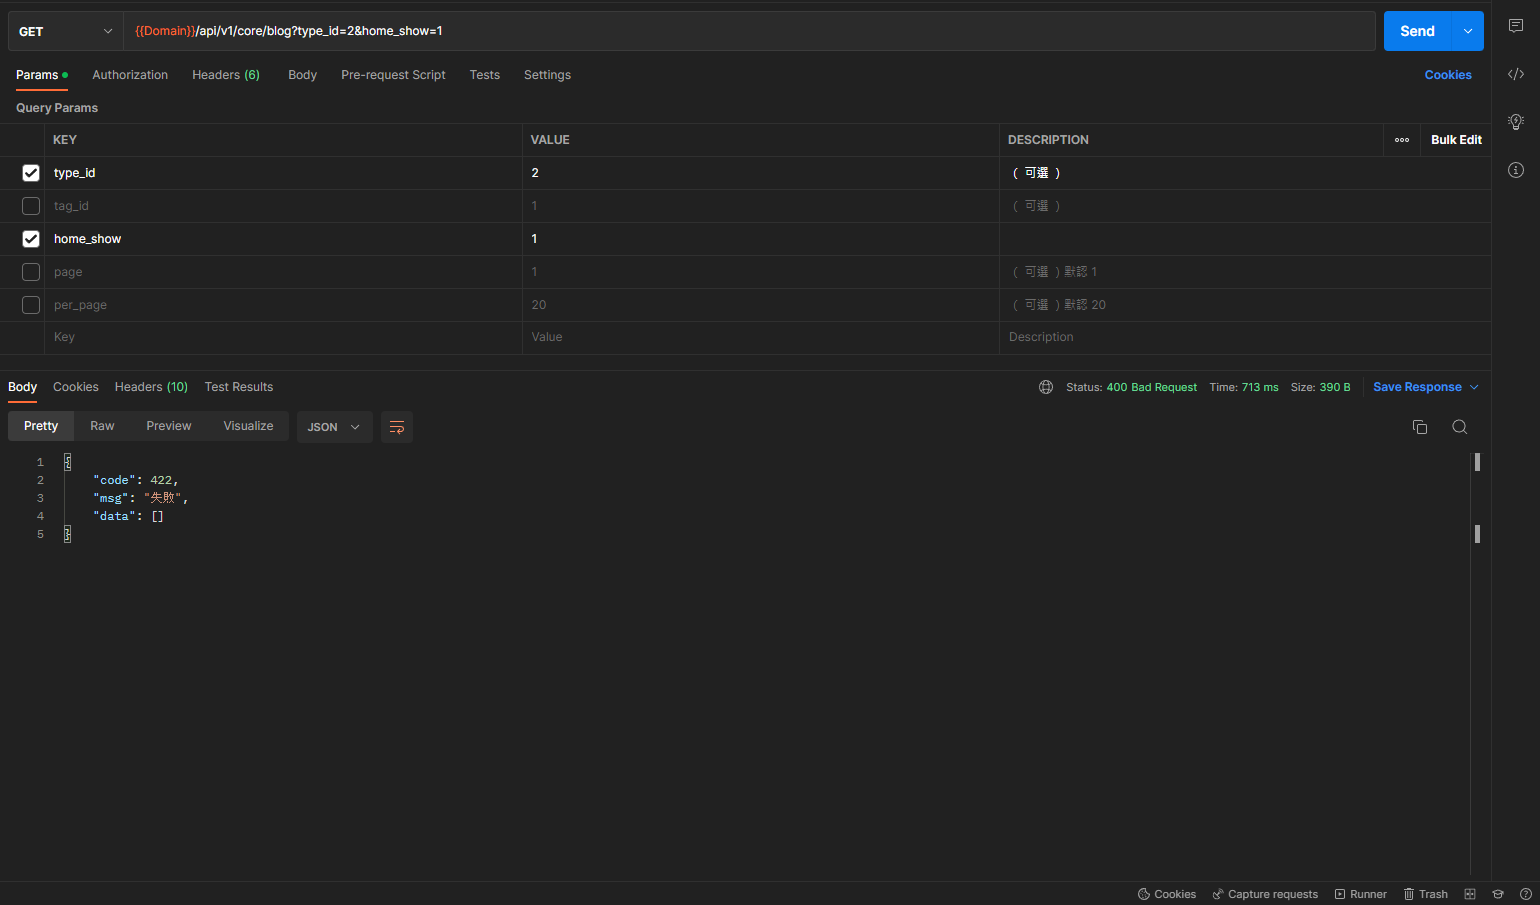 GET {{Domain}}/api/v1/core/blog?type_id=2&home_show=1 Send
Params Authorization Headers (6) Body Pre-request Script Tests Settings Cookies
Query Params
KEY VALUE DESCRIPTION Bulk Edit
type_id 2 ( 可選 )
tag_id 1 ( 可選 )
home_show 1
page 1 ( 可選 ) 默認 1
per_page 20 ( 可選 ) 默認 20
Key Value Description
Body Cookies Headers (10) Test Results Status: 400 Bad Request Time: 713 ms Size: 390 B Save Response
Pretty Raw Preview Visualize JSON
1 {
2 "code": 422,
3 "msg": "失敗",
4 "data": []
5 }
Cookies Capture requests Runner Trash